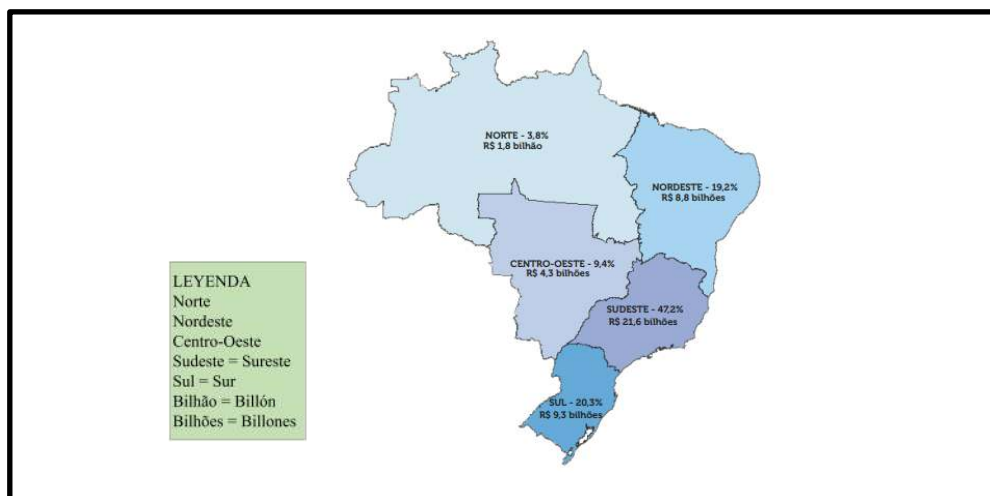 NORTE - 3,8%
R$ 1,8 bilhão
NORDESTE - 19,2%
R$ 8,8 bilhões
CENTRO-OESTE - 9,4%
R$ 4,3 bilhões
SUDESTE - 47,2%
R$ 21,6 bilhões
SUL - 20,3%
R$ 9,3 bilhões
LEYENDA
Norte
Nordeste
Centro-Oeste
Sudeste = Sureste
Sul = Sur
Bilhão = Billón
Bilhões = Billones